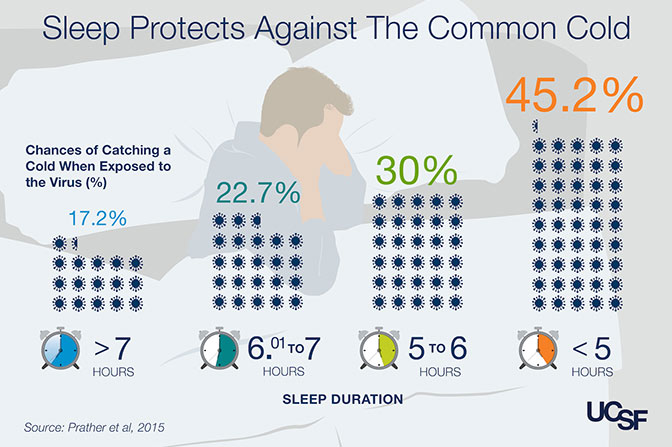 Sleep Protects Against The Common Cold
Chances of Catching a
Cold When Exposed to
the Virus (%)
17.2%
22.7%
30%
45.2%
>7
HOURS
6.01 TO 7
HOURS
5 TO 6
HOURS
<5
HOURS
SLEEP DURATION
Source: Prather et al, 2015
UCSF